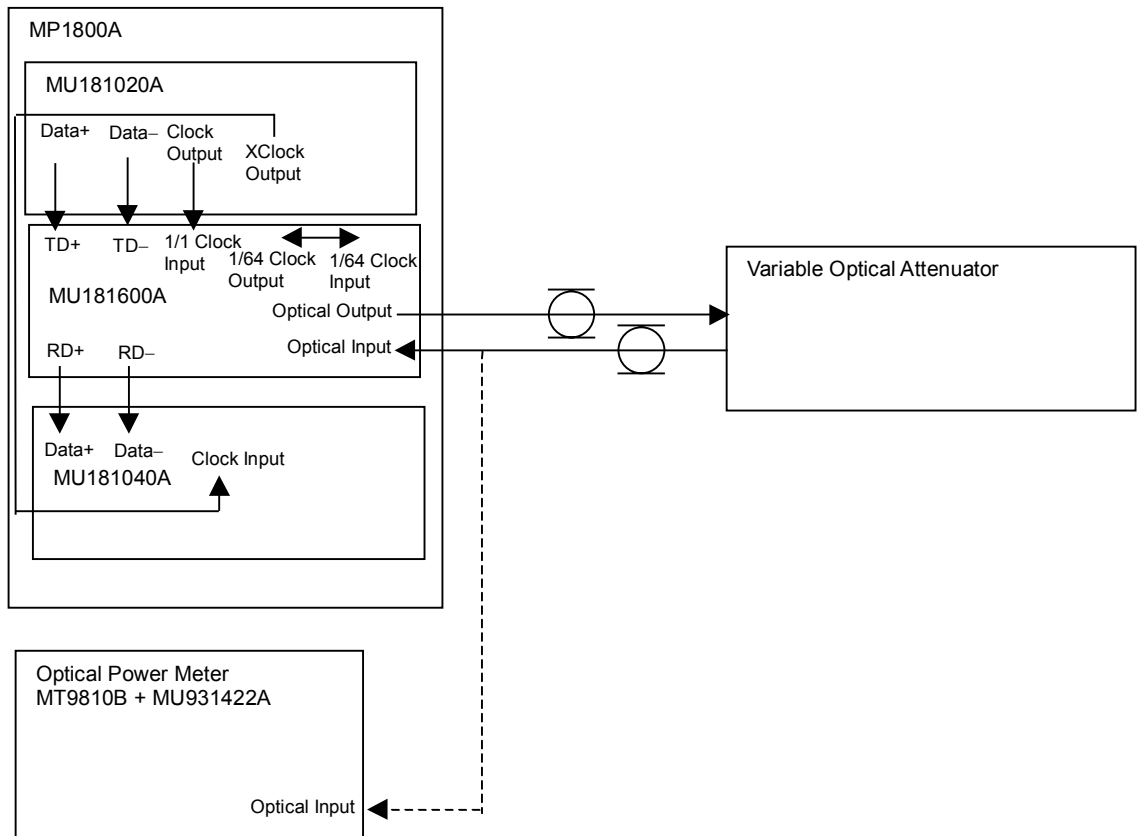 MP1800A
MU181020A
Data+
Data−
Clock
Output
XClock
Output
TD+
TD−
1/1 Clock
Input
1/64 Clock
Output
1/64 Clock
Input
MU181600A
Optical Output
Optical Input
RD+
RD−
Data+
Data−
Clock Input
MU181040A
Variable Optical Attenuator
Optical Power Meter
MT9810B + MU931422A
Optical Input